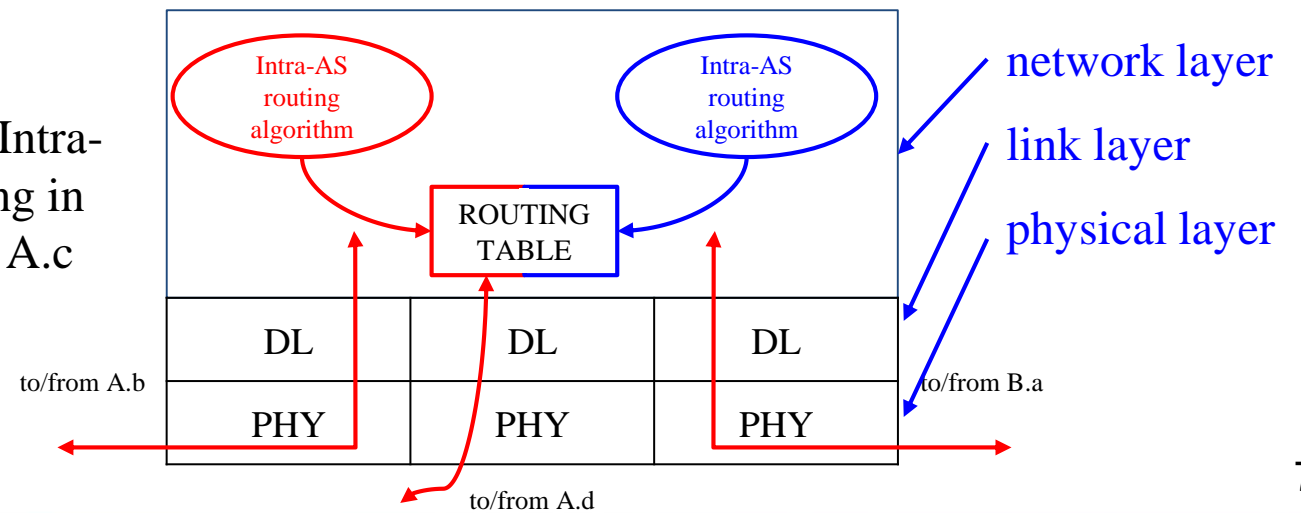 Intra-AS
routing
algorithm
Intra-AS
routing
algorithm
network layer
link layer
physical layer
Intra-
ng in
A.c
ROUTING
TABLE
DL
DL
DL
to/from A.b
to/from B.a
PHY
PHY
PHY
to/from A.d
7